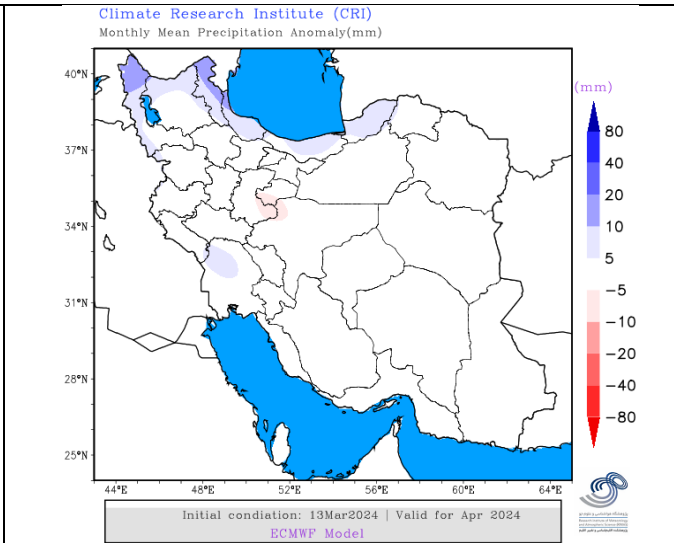 Climate Research Institute (CRI)
Monthly Mean Precipitation Anomaly(mm)
40°N
37°N
34°N
31°N
28°N
25°N
44°E 48°E 52°E 56°E 60°E 64°E
(mm)
80
40
20
10
5
−5
−10
−20
−40
−80
Initial condiation: 13Mar2024 | Valid for Apr 2024
ECMWF Model